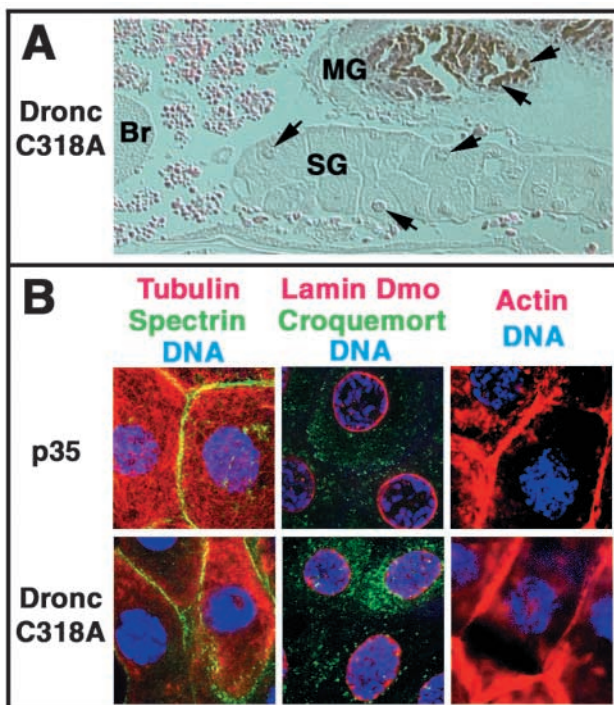 A
Dronc
C318A
MG
Br
SG
B
Tubulin
Spectrin
DNA
Lamin Dmo
Croquemort
DNA
Actin
DNA
p35
Dronc
C318A